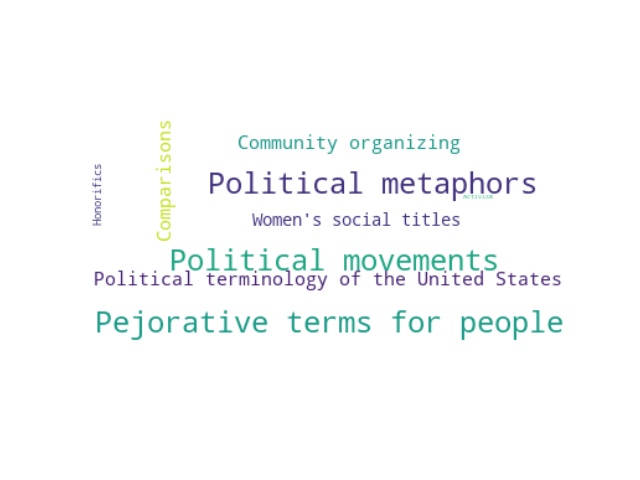 Community organizing
Comparisons
Honorifics
Political metaphors
Activism
Women's social titles
Political movements
Political terminology of the United States
Pejorative terms for people